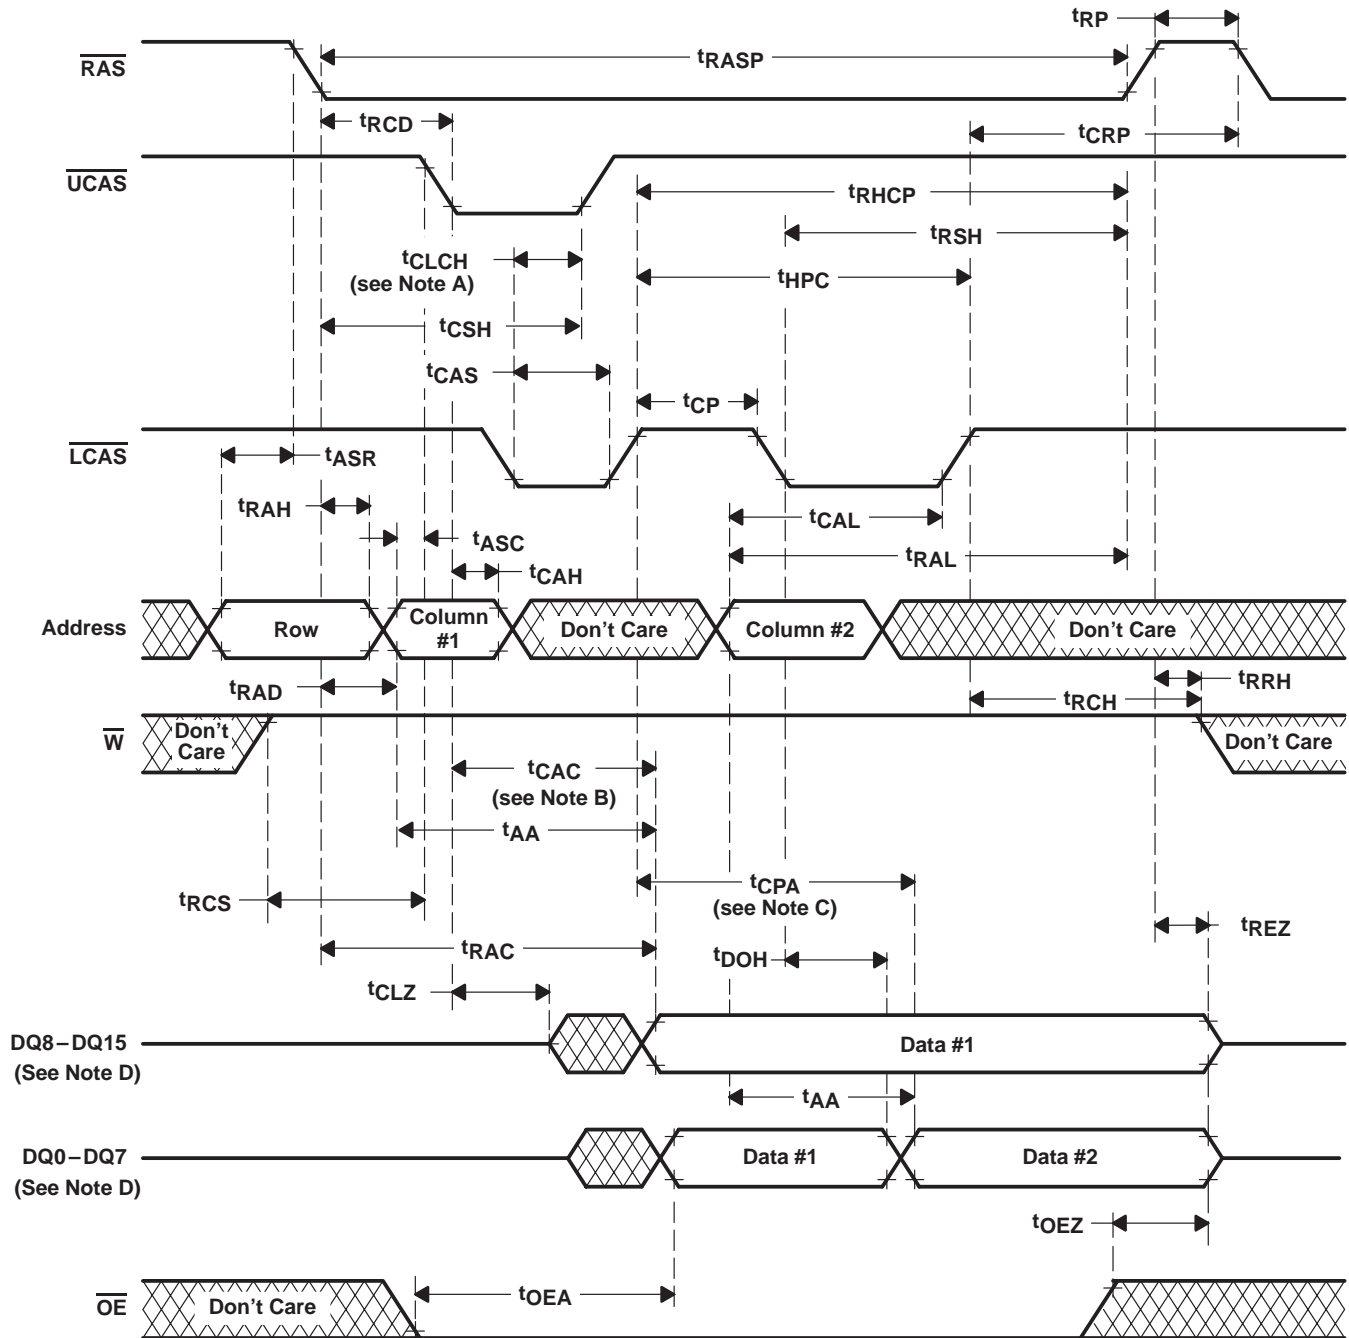 tRP
RAS
tRASP
tRCD
tCRP
UCAS
tRHCP
tRSH
tCLCH
(see Note A)
tHPC
tCSH
tCAS
tCP
LCAS
tASR
tRAH
tCAL
tASC
tRAL
tCAH
Address
Row
Column
#1
Don't Care
Column #2
Don't Care
tRAD
tRRH
tRCH
W
Don't
Care
Don't Care
tCAC
(see Note B)
tAA
tCPA
(see Note C)
tRCS
tREZ
tRAC
tDOH
tCLZ
DQ8–DQ15
(See Note D)
Data #1
tAA
DQ0–DQ7
(See Note D)
Data #1
Data #2
tOEZ
OE
Don't Care
tOEA